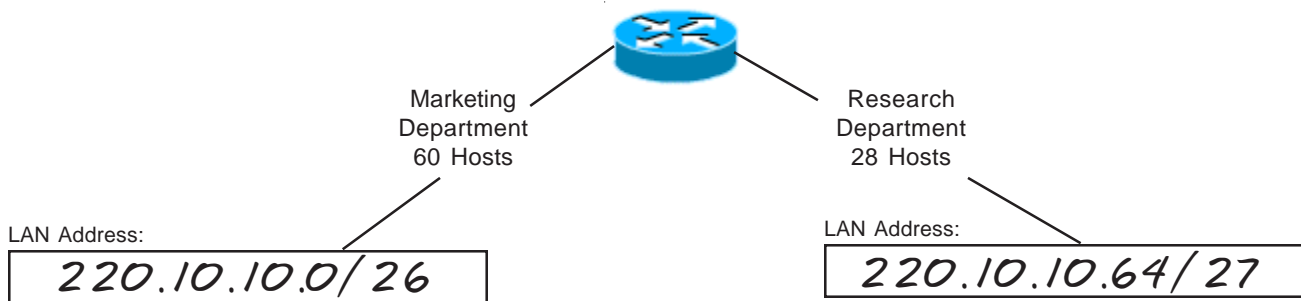 Marketing
Department
60 Hosts
Research
Department
28 Hosts
LAN Address:
220.10.10.0/26
LAN Address:
220.10.10.64/27